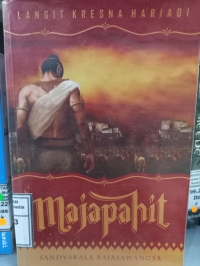 LANGIT KRESNA HARIADI
Majapahit
SANDYAKALA RAJASAWANGSA